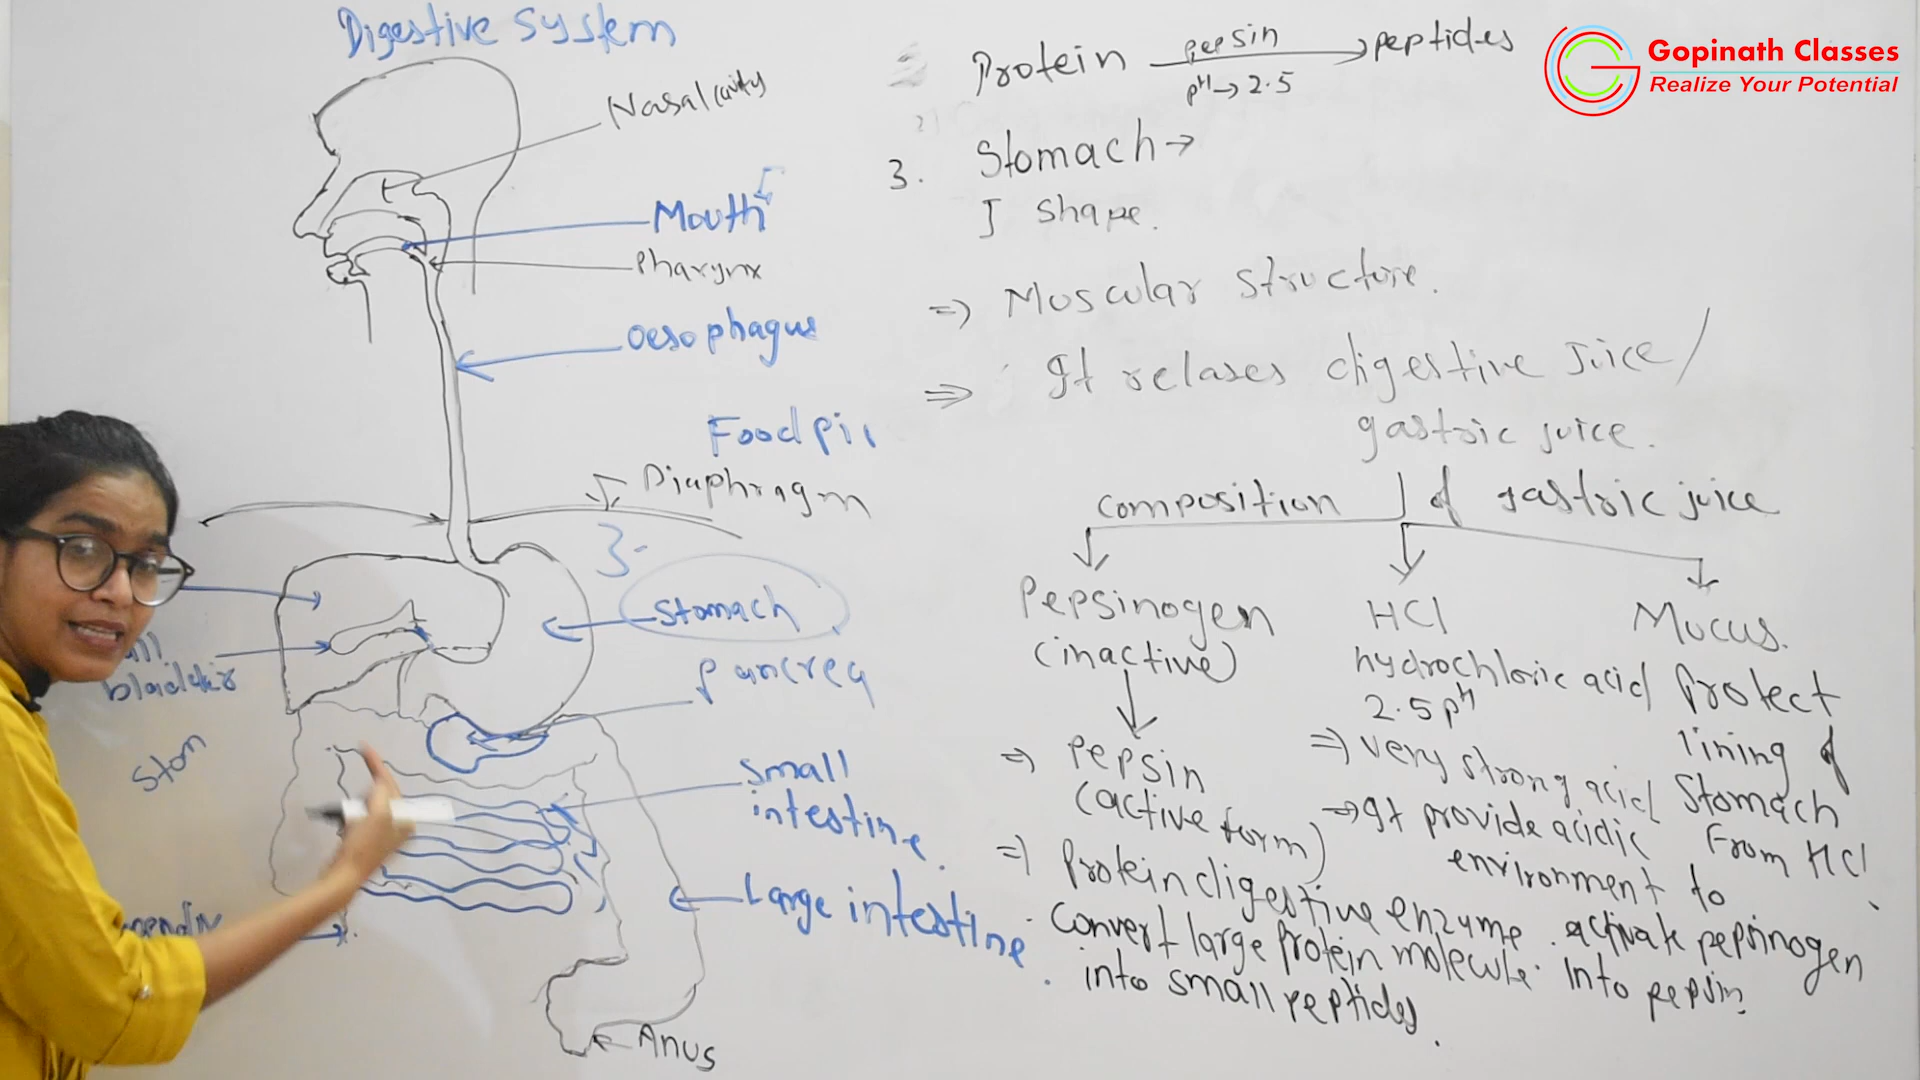 Digestive System
Nasal cavity
Mouth
Pharynx
Oesophague
Foodpi
Diaphragm
3.
Stomach
Pancrea
bladder
Stom
Small
intestine.
Large intestine.
Anus
Protein pepsin peptides
pH→ 2.5
3. Stomach →
J shape.
⇒ Muscular structure.
⇒ It relases digestive juice/
gastric juice.
composition of gastric juice
Pepsinogen
(inactive)
⇒ Pepsin
(active form)
⇒ Protein digestive enzyme.
Convert large protein molecule.
into small peptides.
HCl
hydrochloric acid
2.5 pH
⇒ very strong acid
⇒ It provide acidic
environment to
activate pepsinogen
into pepsin.
Mucus.
Protect
lining of
Stomach
From HCl
Gopinath Classes
Realize Your Potential